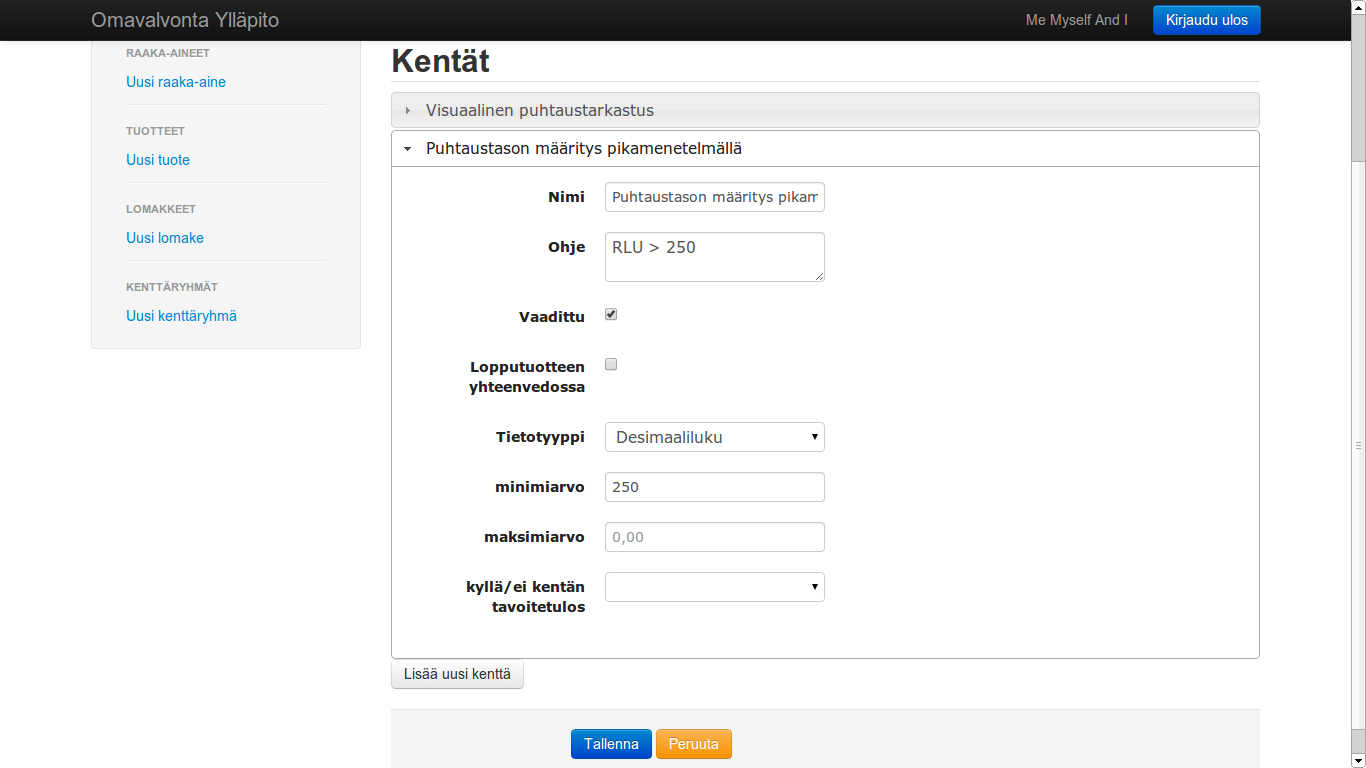 Omavalvonta Ylläpito
Me Myself And I
Kirjaudu ulos
RAAKA-AINEET
Uusi raaka-aine
TUOTTEET
Uusi tuote
LOMAKKEET
Uusi lomake
KENTTÄRYHMÄT
Uusi kenttäryhmä
Kentät
Visuaalinen puhtaustarkastus
Puhtaustason määritys pikamenetelmällä
Nimi
Puhtaustason määritys pikam
Ohje
RLU > 250
Vaadittu
Lopputuotteen
yhteenvedossa
Tietotyyppi
Desimaaliluku
minimiarvo
250
maksimiarvo
0,00
kyllä/ei kentän
tavoitetulos
Lisää uusi kenttä
Tallenna
Peruuta